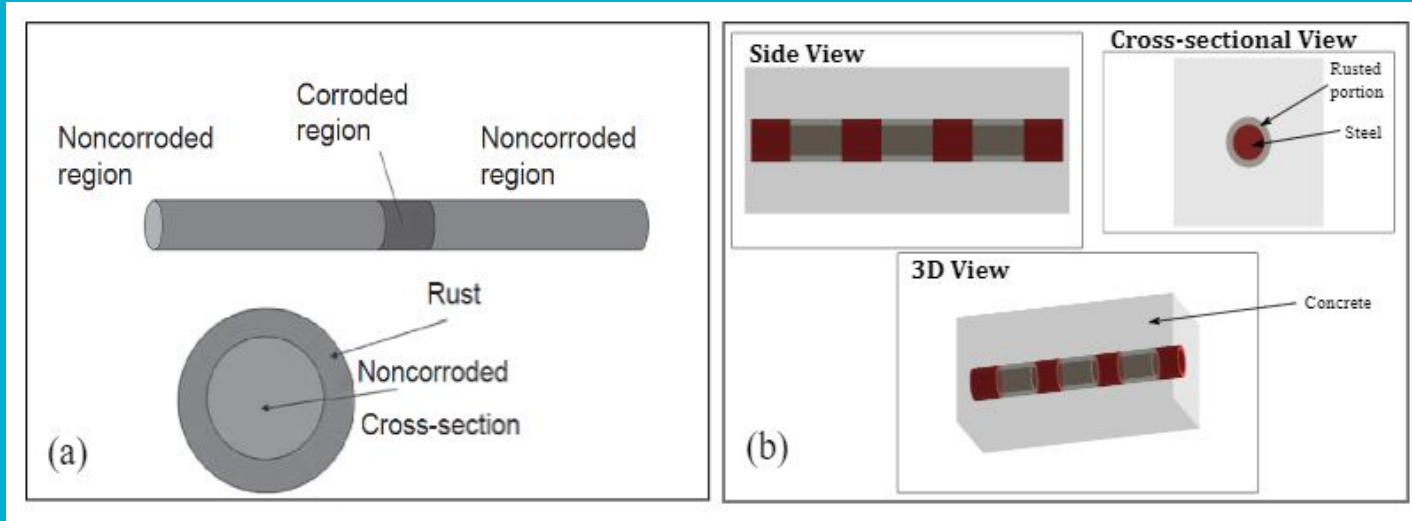 Corroded
region
Noncorroded
region
Noncorroded
region
Rust
Noncorroded
Cross-section
(a)
Side View
Cross-sectional View
Rusted
portion
Steel
3D View
Concrete
(b)